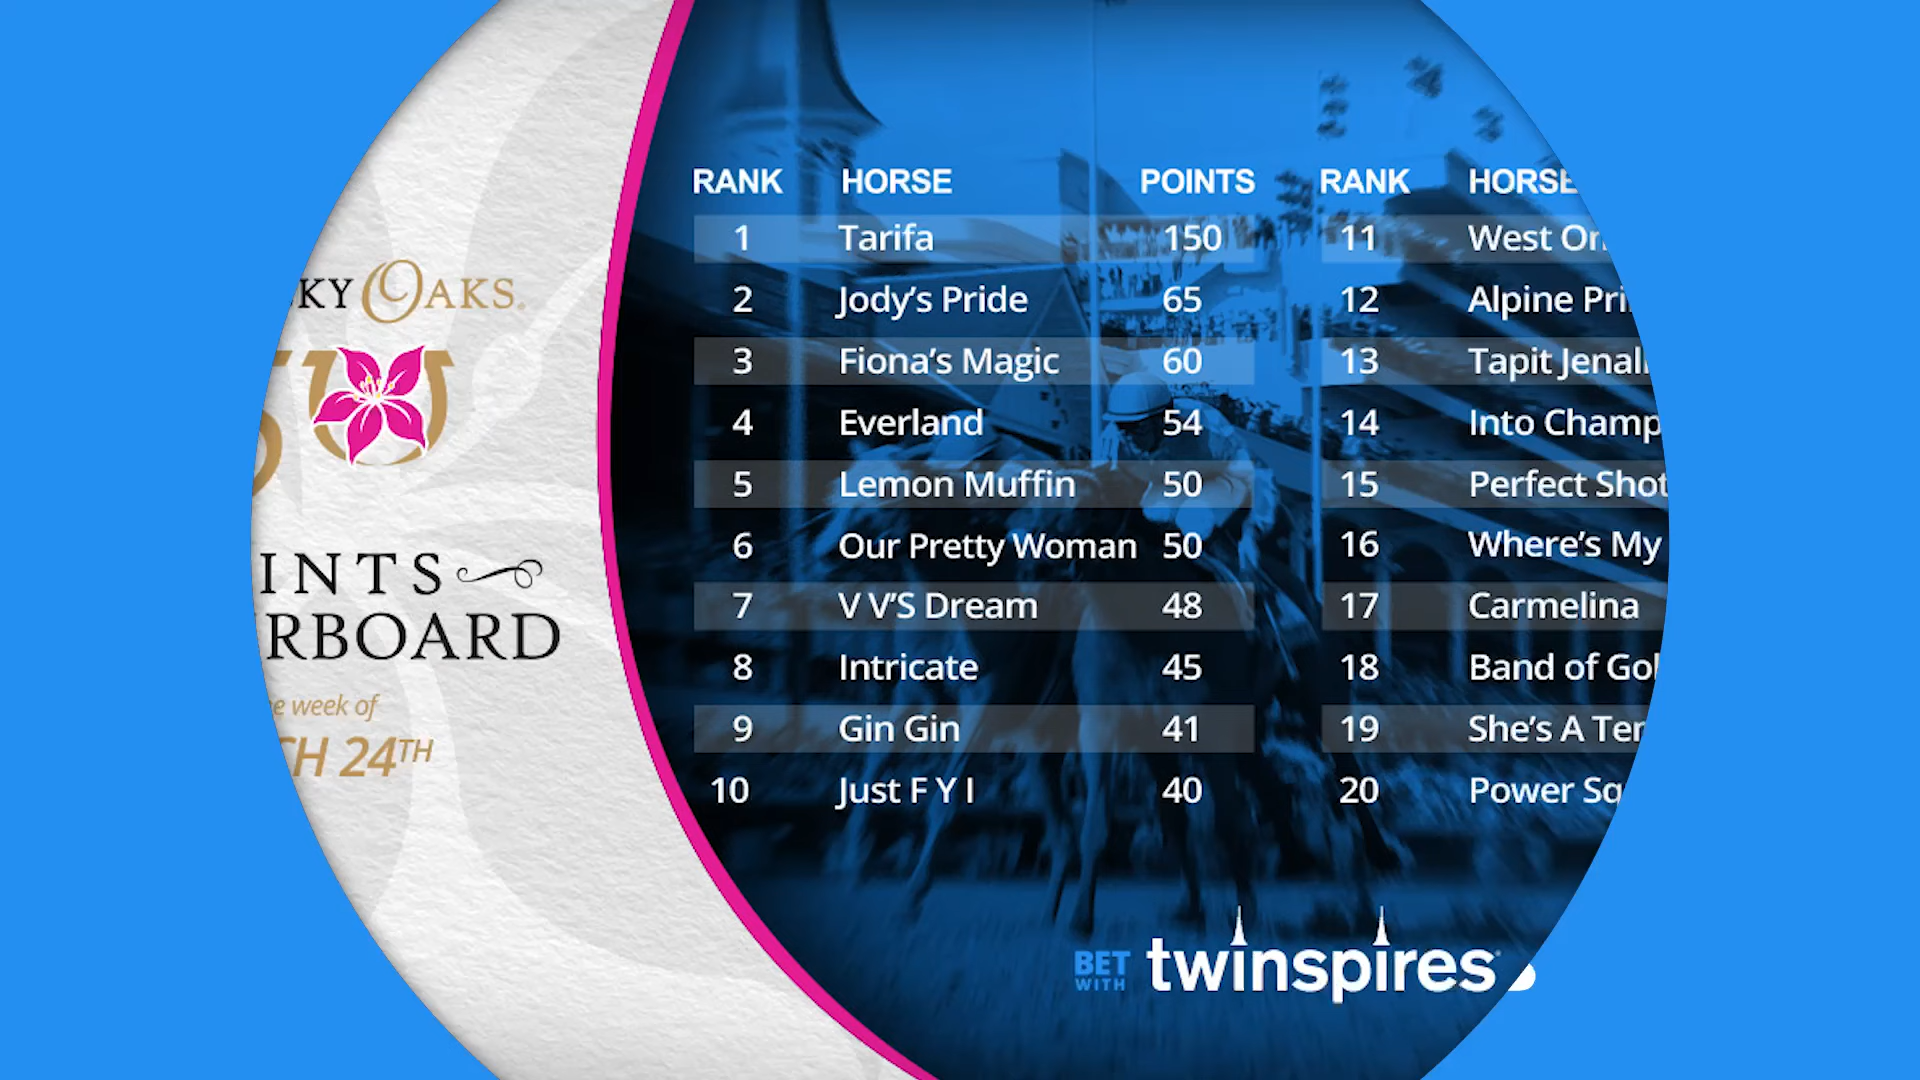 KY OAKS
INTS
RBOARD
week of
24TH
RANK HORSE POINTS RANK HORSE
1 Tarifa 150 11 West
2 Jody's Pride 65 12 Alpine
3 Fiona's Magic 60 13 Tapit
4 Everland 54 14 Into
5 Lemon Muffin 50 15 Perfect Shot
6 Our Pretty Woman 50 16 Where's My
7 V V'S Dream 48 17 Carmelina
8 Intricate 45 18 Band of
9 Gin Gin 41 19 She's A
10 Just F Y I 40 20 Power
BET WITH twinspires